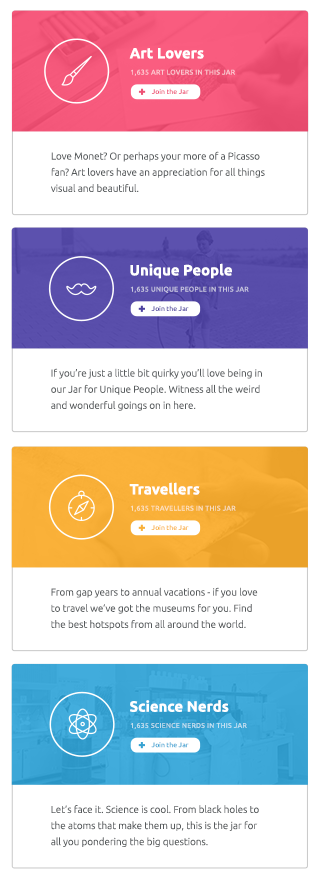 Art Lovers
1,635 ART LOVERS IN THIS JAR
+ Join the Jar
Love Monet? Or perhaps your more of a Picasso
fan? Art lovers have an appreciation for all things
visual and beautiful.
Unique People
1,635 UNIQUE PEOPLE IN THIS JAR
+ Join the Jar
If you're just a little bit quirky you'll love being in
our Jar for Unique People. Witness all the weird
and wonderful goings on in here.
Travellers
1,635 TRAVELLERS IN THIS JAR
+ Join the Jar
From gap years to annual vacations - if you love
to travel we've got the museums for you. Find
the best hotspots from all around the world.
Science Nerds
1,635 SCIENCE NERDS IN THIS JAR
+ Join the Jar
Let's face it. Science is cool. From black holes to
the atoms that make them up, this is the jar for
all you pondering the big questions.